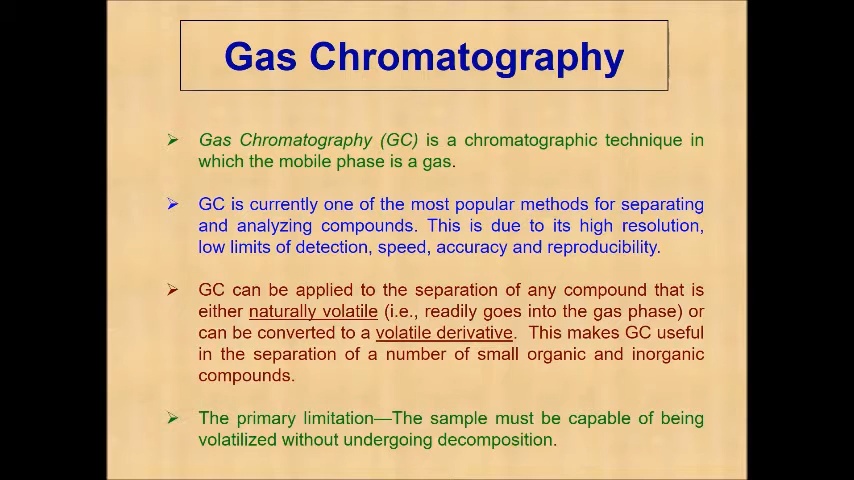 Gas Chromatography
➢ Gas Chromatography (GC) is a chromatographic technique in
which the mobile phase is a gas.
➢ GC is currently one of the most popular methods for separating
and analyzing compounds. This is due to its high resolution,
low limits of detection, speed, accuracy and reproducibility.
➢ GC can be applied to the separation of any compound that is
either naturally volatile (i.e., readily goes into the gas phase) or
can be converted to a volatile derivative. This makes GC useful
in the separation of a number of small organic and inorganic
compounds.
➢ The primary limitation—The sample must be capable of being
volatilized without undergoing decomposition.